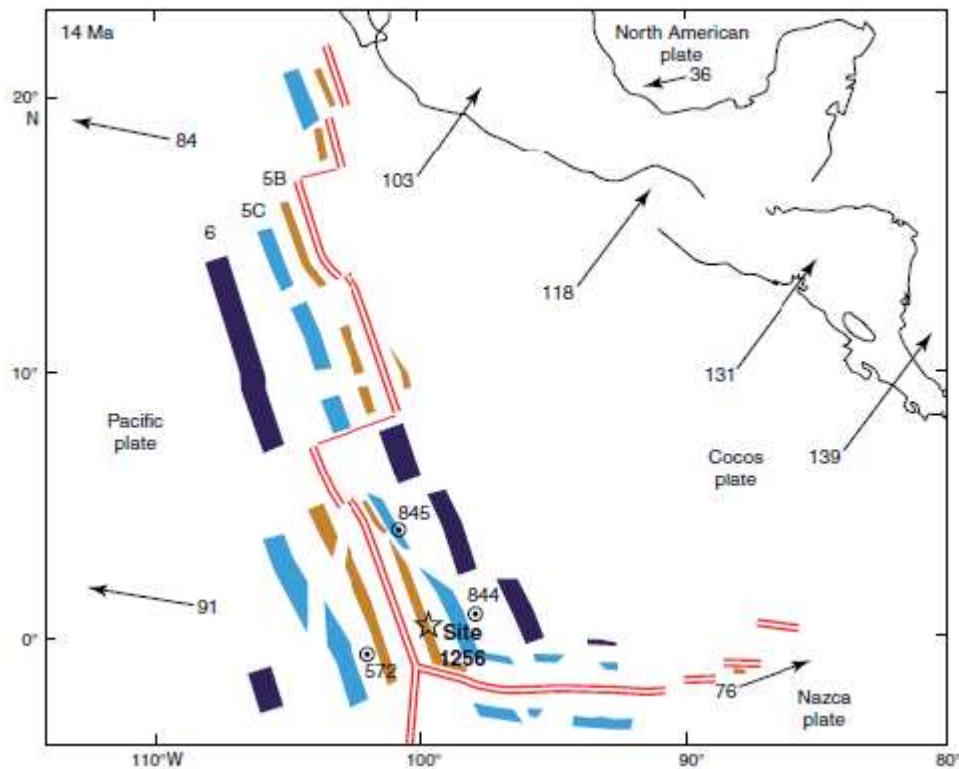 14 Ma
North American
plate
36
20°
N
84
103
5B
5C
6
118
131
10°
Pacific
plate
Cocos
plate
139
845
91
844
0°
Site
1256
572
76
Nazca
plate
110°W
100°
90°
80°